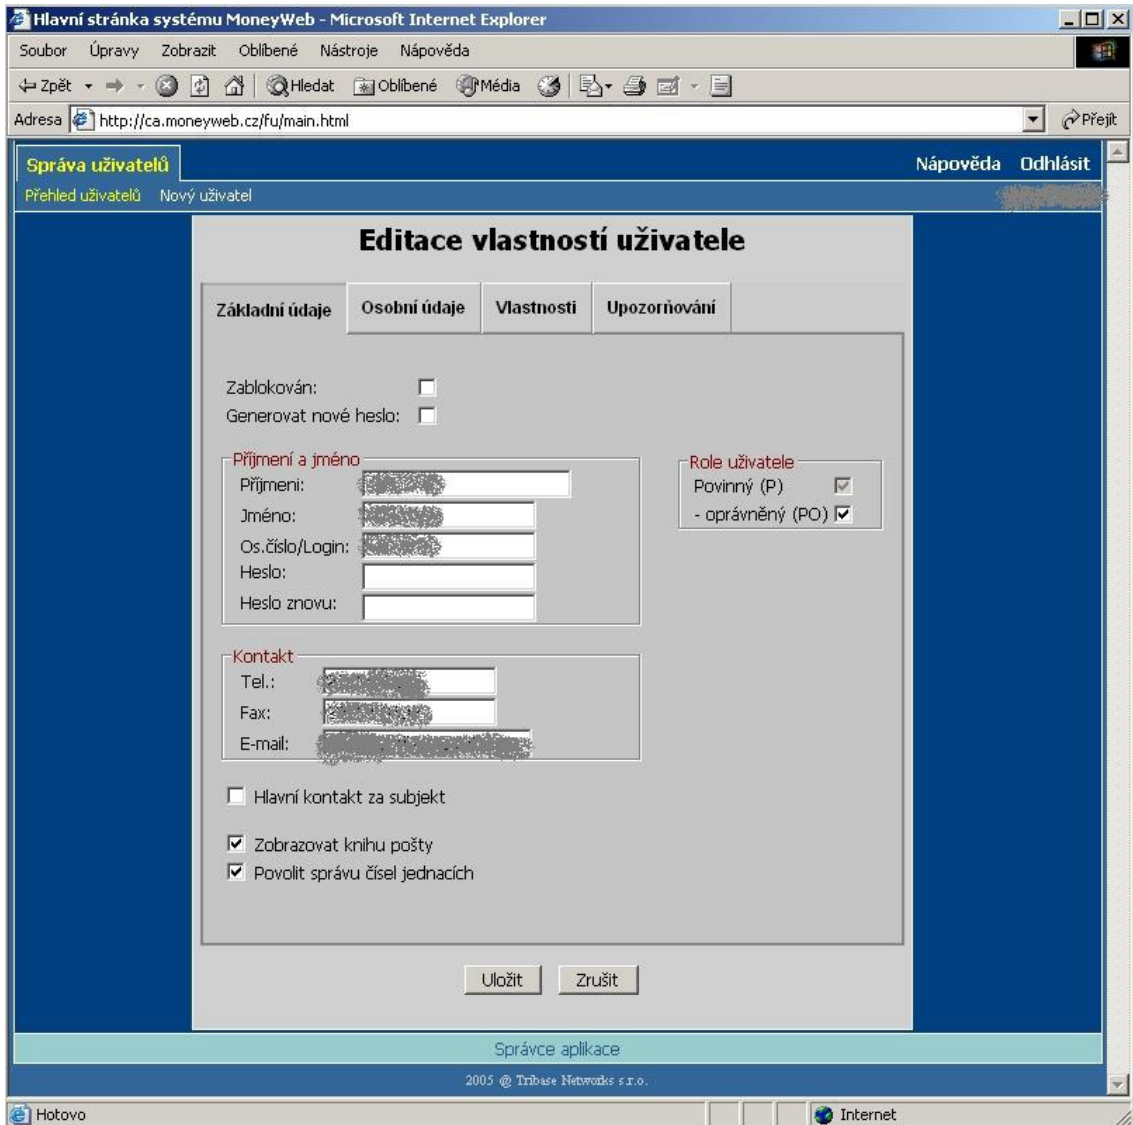 Hlavní stránka systému MoneyWeb - Microsoft Internet Explorer
Soubor Úpravy Zobrazit Oblíbené Nástroje Nápověda
Zpět Hledat Oblíbené Média
Adresa http://ca.moneyweb.cz/fu/main.html Přejít
Správa uživatelů Nápověda Odhlásit
Přehled uživatelů Nový uživatel
Editace vlastností uživatele
Základní údaje Osobní údaje Vlastnosti Upozorňování
Zablokován:
Generovat nové heslo:
Příjmení a jméno
Příjmeni:
Jméno:
Os.číslo/Login:
Heslo:
Heslo znovu:
Role uživatele
Povinný (P)
- oprávněný (PO)
Kontakt
Tel.:
Fax:
E-mail:
Hlavní kontakt za subjekt
Zobrazovat knihu pošty
Povolit správu čísel jednacích
Uložit Zrušit
Správce aplikace
2005 @ Tribase Networks s.r.o.
Hotovo Internet